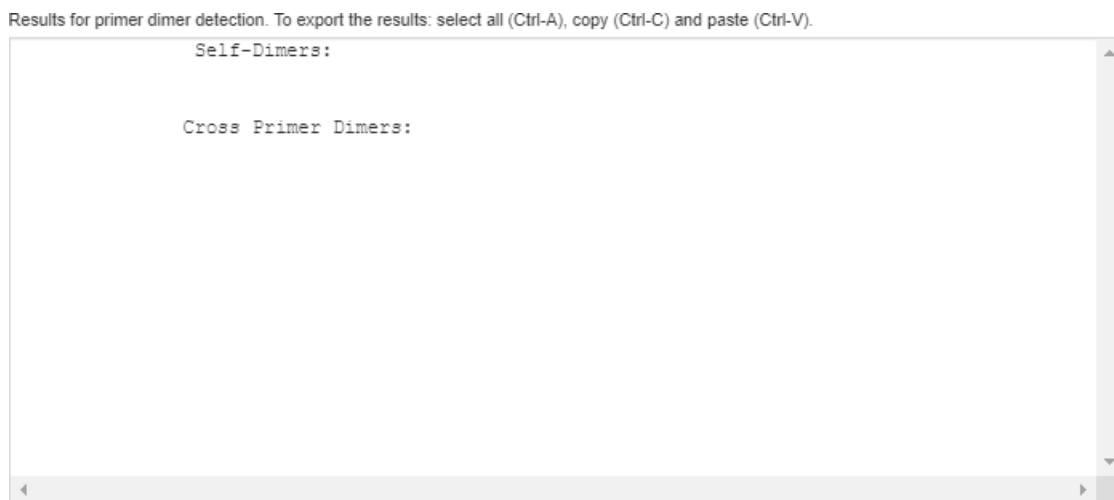 Results for primer dimer detection. To export the results: select all (Ctrl-A), copy (Ctrl-C) and paste (Ctrl-V).
Self-Dimers:
Cross Primer Dimers: